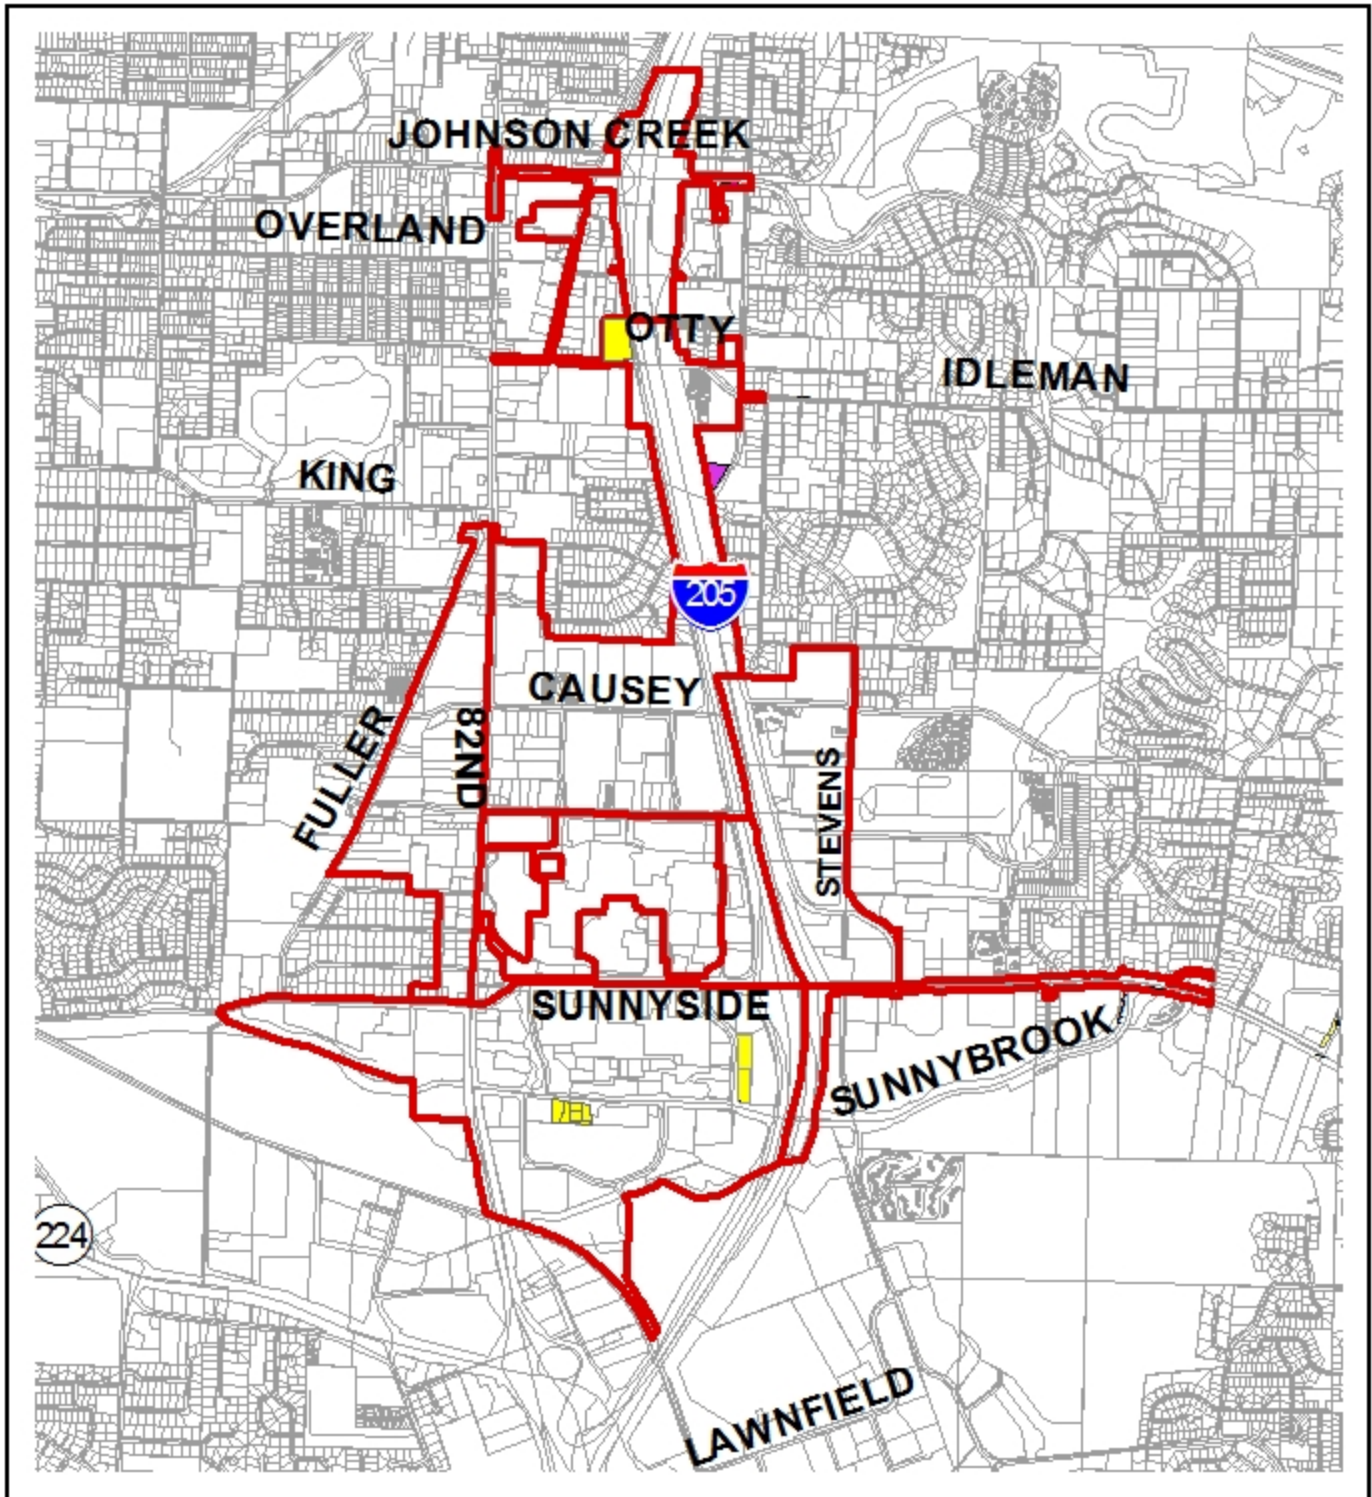 JOHNSON CREEK
OVERLAND
OTTY
IDLEMAN
KING
205
CAUSEY
FULLER
82ND
STEVENS
SUNNYSIDE
SUNNYBROOK
224
LAWNFIELD